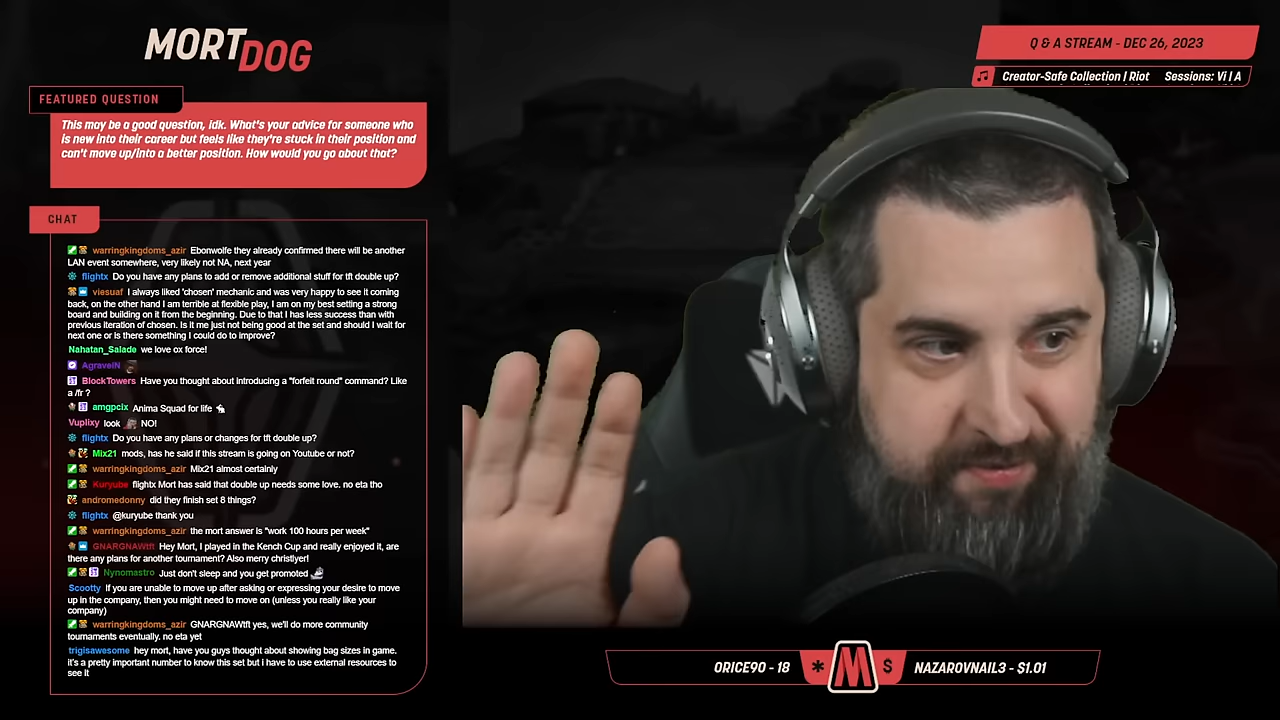 MORTDOG
FEATURED QUESTION
This may be a good question, idk. What's your advice for someone who
is new into their career but feels like they're stuck in their position and
can't move up/into a better position. How would you go about that?
CHAT
warringkingdoms_azir Ebonwolfe they already confirmed there will be another
LAN event somewhere, very likely not NA, next year
flightx Do you have any plans to add or remove additional stuff for tft double up?
viesuaf I always liked 'chosen' mechanic and was very happy to see it coming
back, on the other hand I am terrible at flexible play, I am on my best setting a strong
board and building on it from the beginning. Due to that I has less success than with
previous iteration of chosen. Is it me just not being good at the set and should I wait for
next one or is there something I could do to improve?
Nahatan_Salade we love ox force!
AgravelN
BlockTowers Have you thought about introducing a "forfeit round" command? Like
a /fr ?
amgpcix Anima Squad for life
Vuplixy look NO!
flightx Do you have any plans or changes for tft double up?
Mix21 mods, has he said if this stream is going on Youtube or not?
warringkingdoms_azir Mix21 almost certainly
Kuryube flightx Mort has said that double up needs some love. no eta tho
andromedonny did they finish set 8 things?
flightx @kuryube thank you
warringkingdoms_azir the mort answer is "work 100 hours per week"
GNARGNAWtft Hey Mort, I played in the Kench Cup and really enjoyed it, are
there any plans for another tournament? Also merry christlyer!
Nynomastro Just don't sleep and you get promoted
Scootty If you are unable to move up after asking or expressing your desire to move
up in the company, then you might need to move on (unless you really like your
company)
warringkingdoms_azir GNARGNAWtft yes, we'll do more community
tournaments eventually. no eta yet
trigisawesome hey mort, have you guys thought about showing bag sizes in game.
it's a pretty important number to know this set but i have to use external resources to
see it
Q & A STREAM - DEC 26, 2023
Creator-Safe Collection | Riot Sessions: Vi | A
ORICE90 - 18 * M $ NAZAROVNAIL3 - $1.01